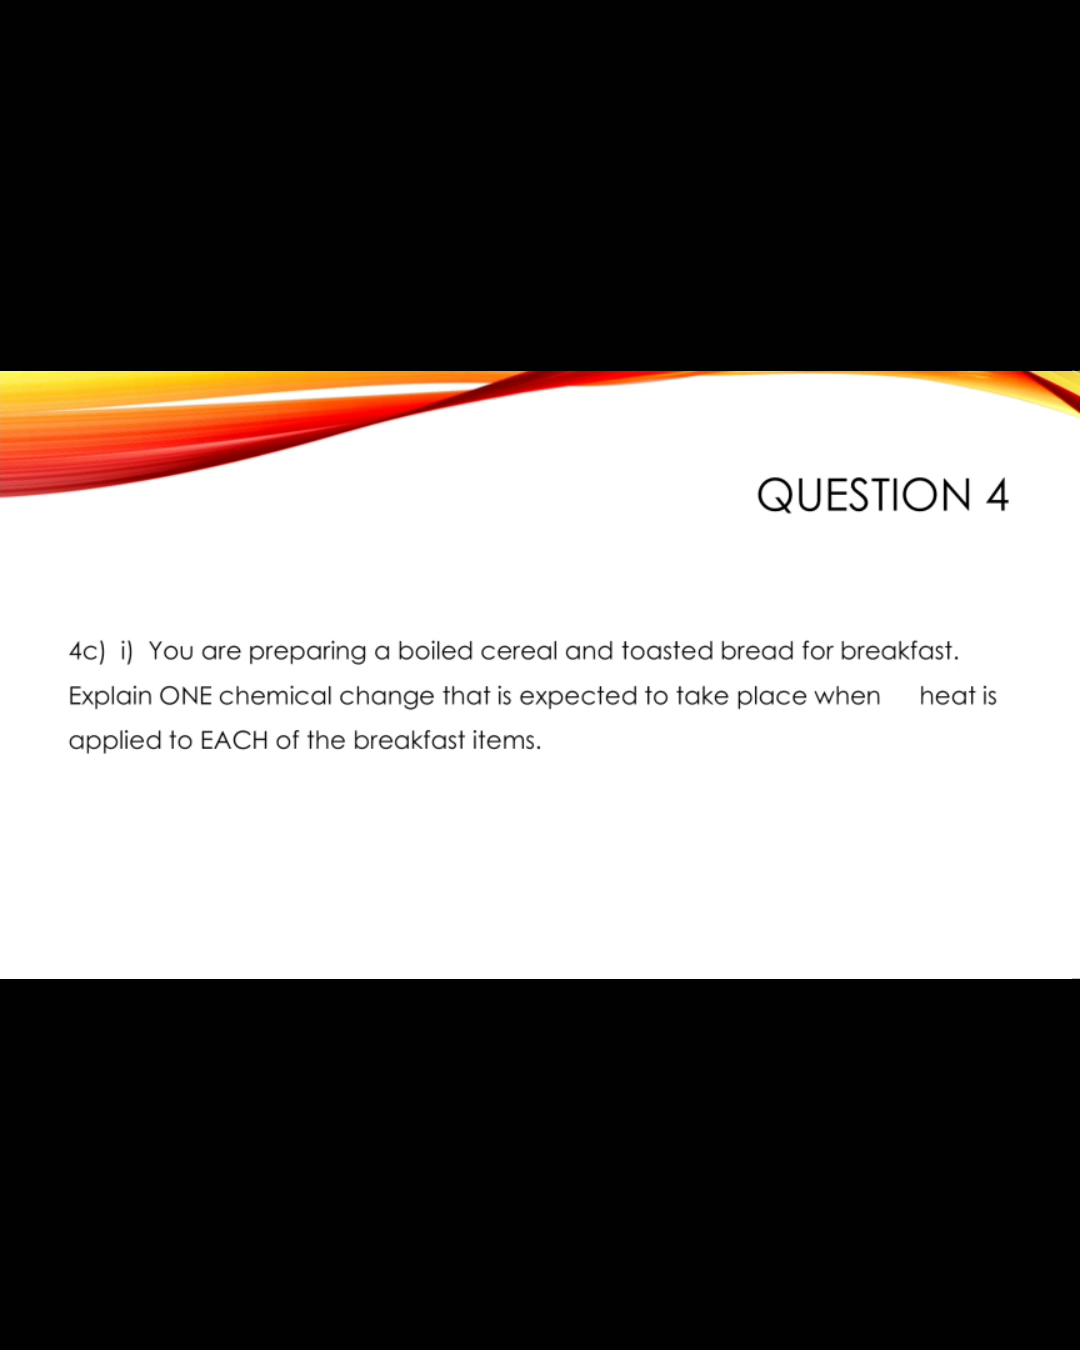 QUESTION 4
4c) i) You are preparing a boiled cereal and toasted bread for breakfast.
Explain ONE chemical change that is expected to take place when heat is
applied to EACH of the breakfast items.